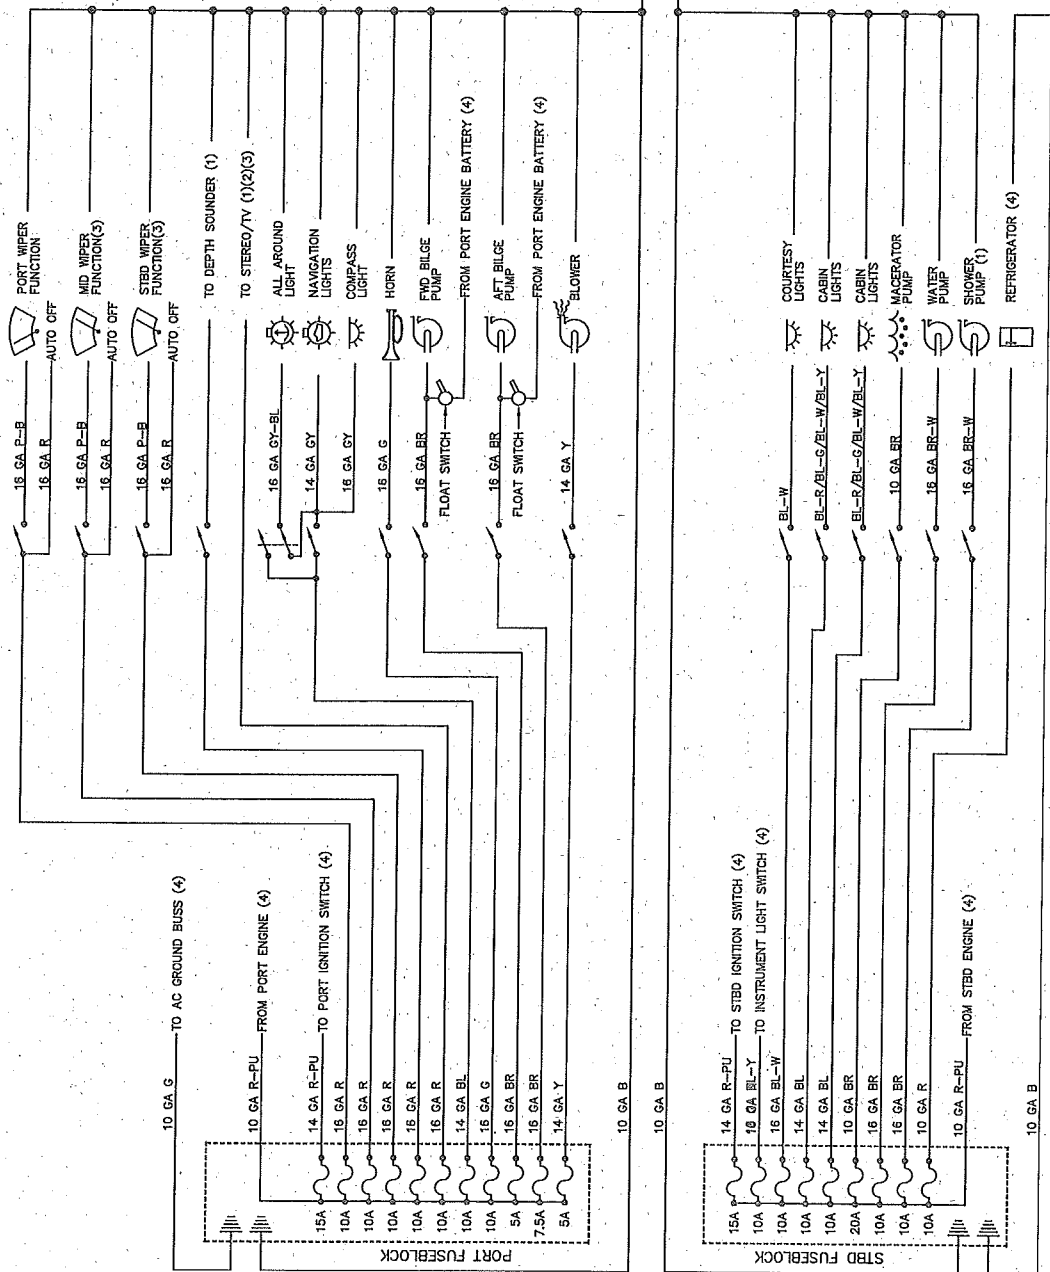 PORT WIPER
FUNCTION
AUTO OFF
16 GA P-B
16 GA R
MID WIPER
FUNCTION(3)
AUTO OFF
16 GA P-B
16 GA R
STBD WIPER
FUNCTION(3)
AUTO OFF
16 GA P-B
16 GA R
TO DEPTH SOUNDER (1)
TO STEREO/TV (1)(2)(3)
ALL AROUND
LIGHT
16 GA GY-BL
NAVIGATION
LIGHTS
14 GA GY
COMPASS
LIGHT
16 GA GY
HORN
16 GA G
FWD BILGE
PUMP
16 GA BR
FLOAT SWITCH
FROM PORT ENGINE BATTERY (4)
AFT BILGE
PUMP
16 GA BR
FLOAT SWITCH
FROM PORT ENGINE BATTERY (4)
BLOWER
14 GA Y
COURTESY
LIGHTS
BL-W
CABIN
LIGHTS
BL-R/BL-G/BL-W/BL-Y
CABIN
LIGHTS
BL-R/BL-G/BL-W/BL-Y
MACERATOR
PUMP
10 GA BR
WATER
PUMP
16 GA BR-W
SHOWER
PUMP (1)
16 GA BR-W
REFRIGERATOR (4)
10 GA G
TO AC GROUND BUSS (4)
10 GA R-PU
FROM PORT ENGINE (4)
15A
14 GA R-PU
TO PORT IGNITION SWITCH (4)
10A
16 GA R
10A
16 GA R
10A
16 GA R
10A
16 GA R
10A
16 GA R
10A
14 GA BL
10A
16 GA G
5A
16 GA BR
7.5A
16 GA BR
5A
14 GA Y
PORT FUSEBLOCK
10 GA B
10 GA B
15A
14 GA R-PU
TO STBD IGNITION SWITCH (4)
10A
GA BL-Y
TO INSTRUMENT LIGHT SWITCH (4)
10A
16 GA BL-W
10A
14 GA BL
10A
14 GA BL
20A
10 GA BR
10A
16 GA BR
10A
16 GA BR
10A
10 GA R
10 GA R-PU
FROM STBD ENGINE (4)
STBD FUSEBLOCK
10 GA B